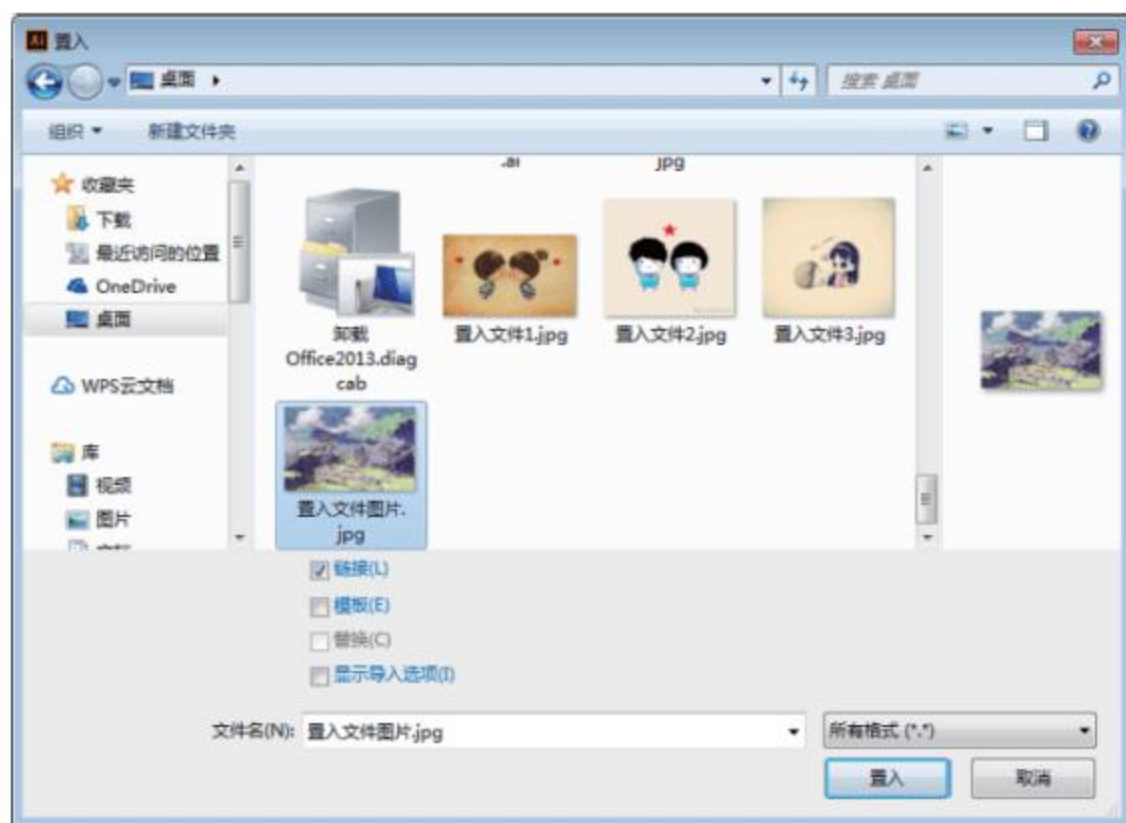 Ai 置入
桌面
搜索 桌面
组织
新建文件夹
收藏夹
下载
最近访问的位置
OneDrive
桌面
WPS云文档
库
视频
图片
.ai
jpg
卸载
Office2013.diag
cab
置入文件1.jpg
置入文件2.jpg
置入文件3.jpg
置入文件图片.
jpg
链接(L)
模板(E)
替换(C)
显示导入选项(I)
文件名(N):
置入文件图片.jpg
所有格式 (*.*)
置入
取消